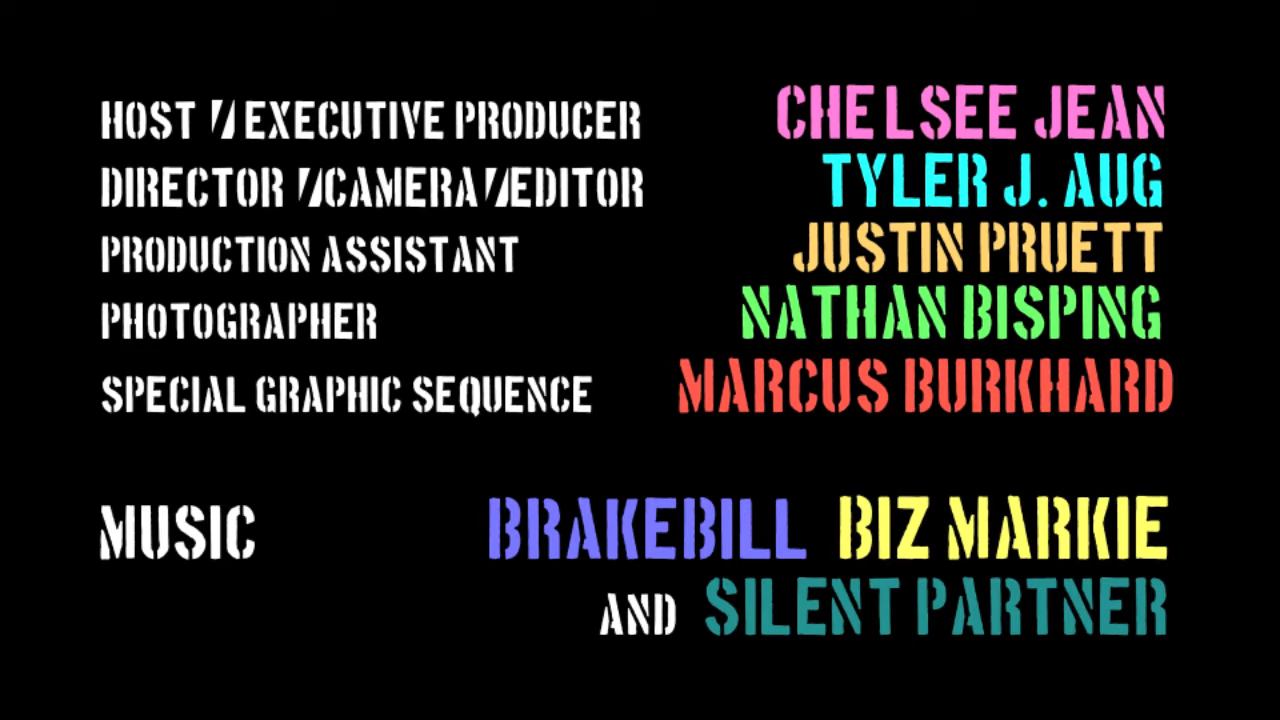 HOST / EXECUTIVE PRODUCER CHELSEE JEAN
DIRECTOR /CAMERA/EDITOR TYLER J. AUG
PRODUCTION ASSISTANT JUSTIN PRUETT
PHOTOGRAPHER NATHAN BISPING
SPECIAL GRAPHIC SEQUENCE MARCUS BURKHARD
MUSIC BRAKEBILL BIZ MARKIE
AND SILENT PARTNER